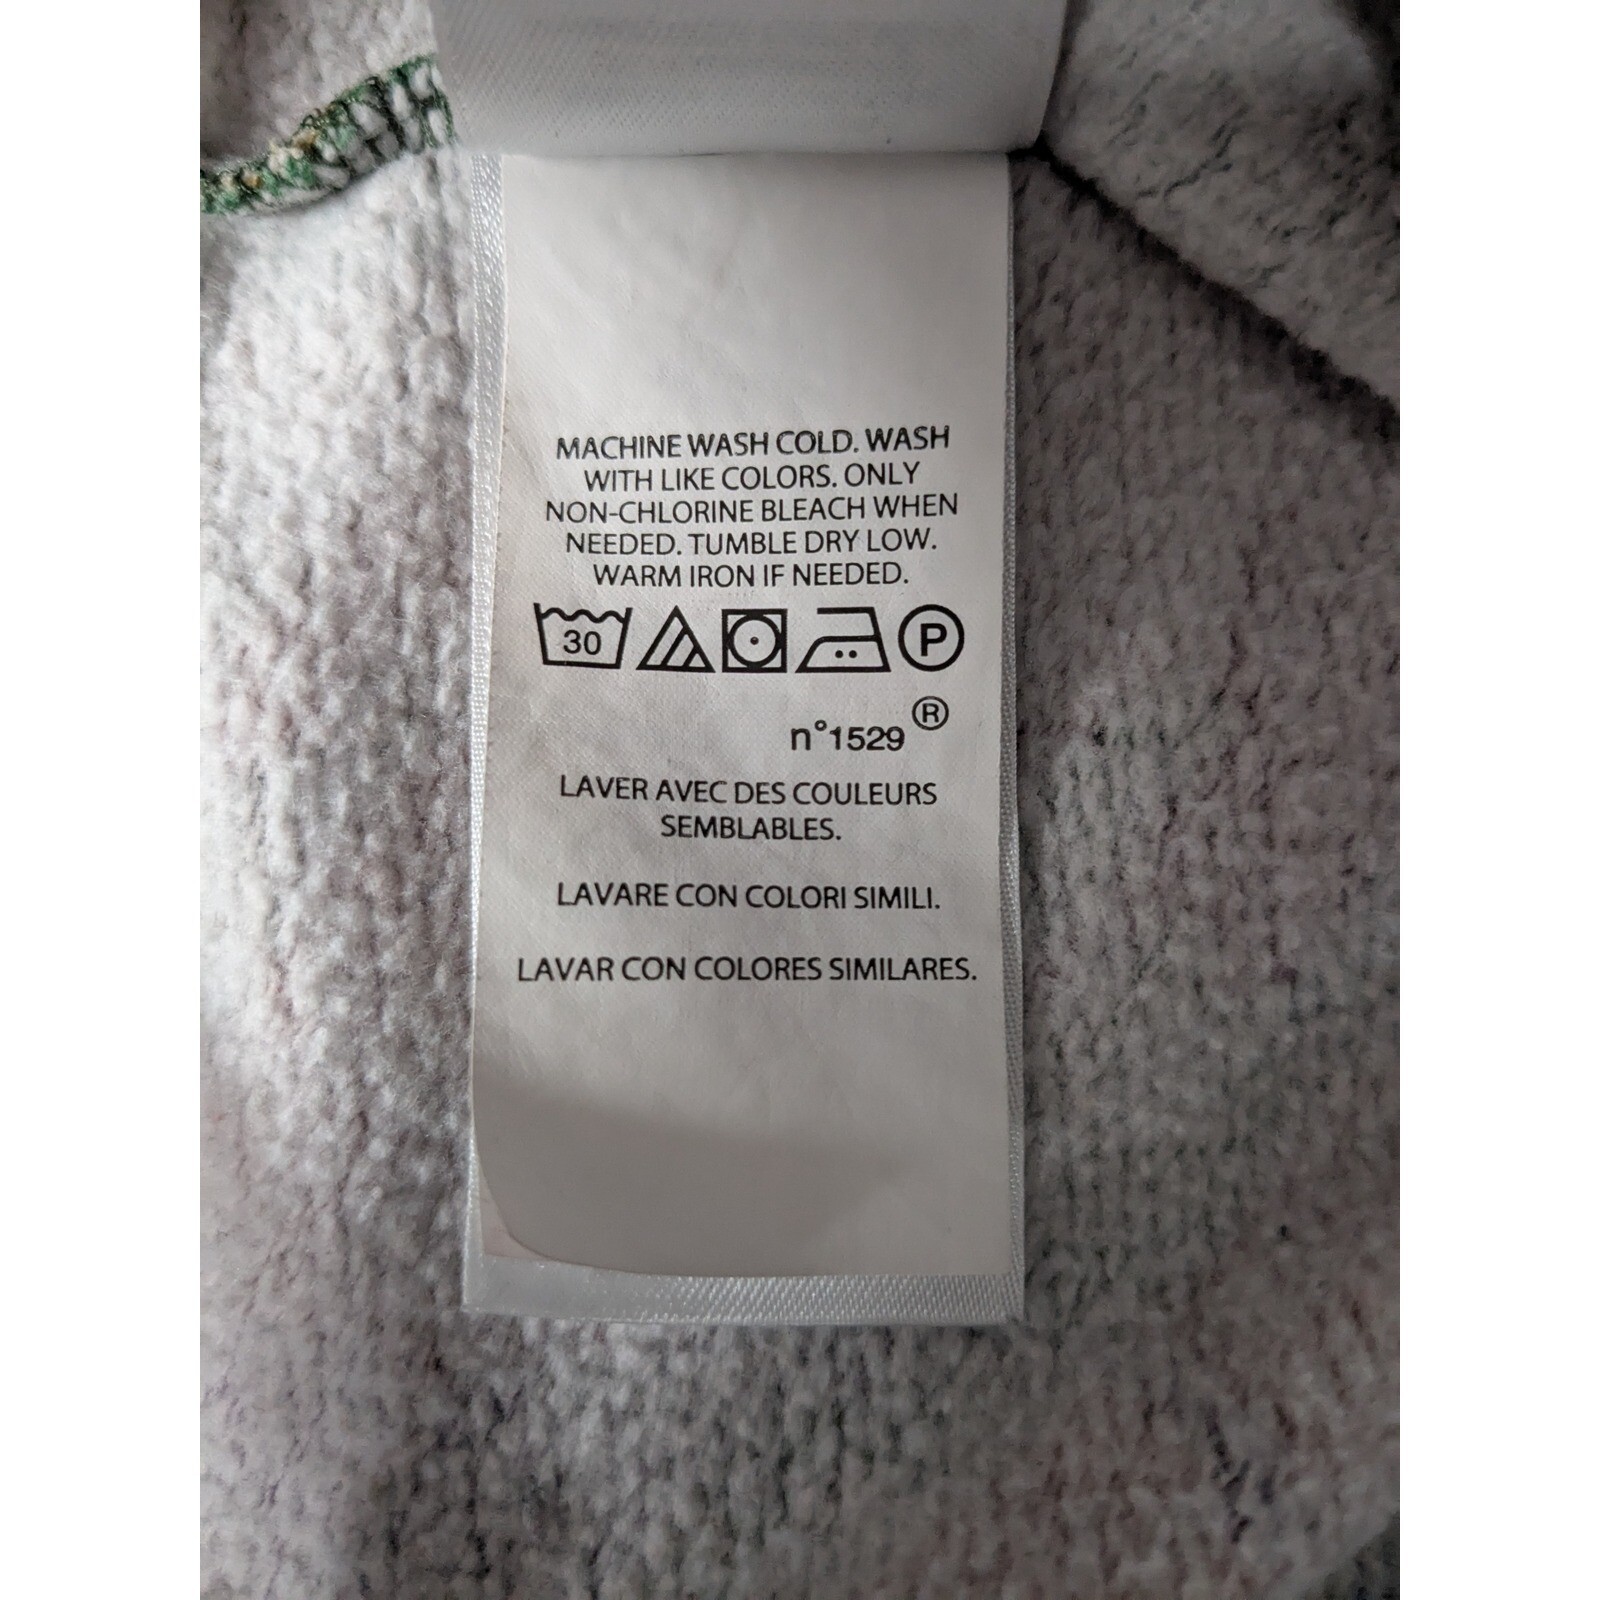 MACHINE WASH COLD. WASH
WITH LIKE COLORS. ONLY
NON-CHLORINE BLEACH WHEN
NEEDED. TUMBLE DRY LOW.
WARM IRON IF NEEDED.
30 P
n°1529 ®
LAVER AVEC DES COULEURS
SEMBLABLES.
LAVARE CON COLORI SIMILI.
LAVAR CON COLORES SIMILARES.